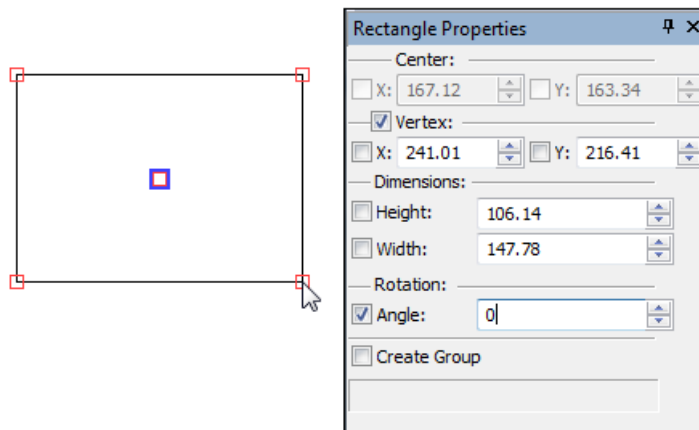 Rectangle Properties
Center:
X: 167.12 Y: 163.34
Vertex:
X: 241.01 Y: 216.41
Dimensions:
Height: 106.14
Width: 147.78
Rotation:
Angle: 0
Create Group